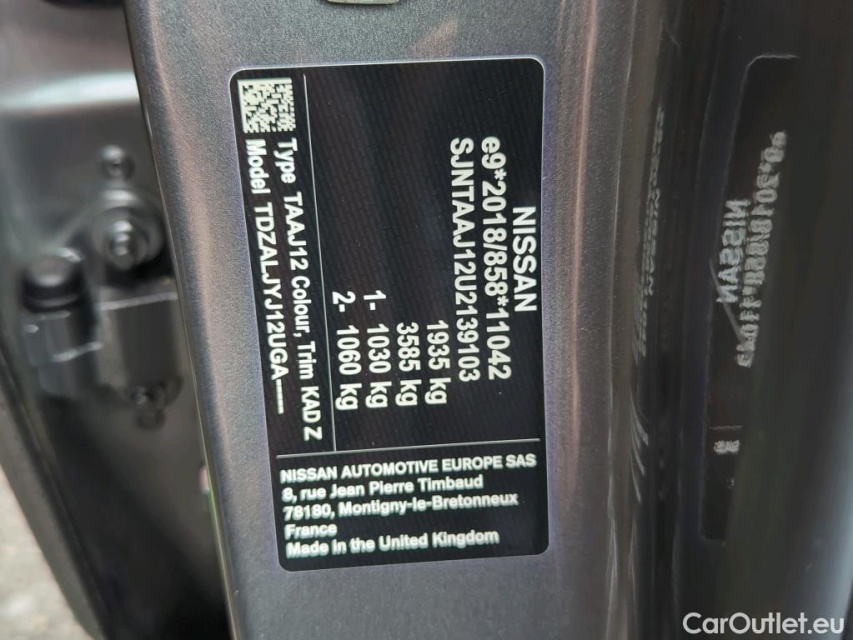 NISSAN
e9*2018/858*11042
SJNTAAJ12U2139103
1935 kg
3585 kg
1- 1030 kg
2- 1060 kg
Type TAAJ12 Colour, Trim KAD Z
Model TDZALJYJ12UGA-----
NISSAN AUTOMOTIVE EUROPE SAS
8, rue Jean Pierre Timbaud
78180, Montigny-le-Bretonneux
France
Made in the United Kingdom
CarOutlet.eu